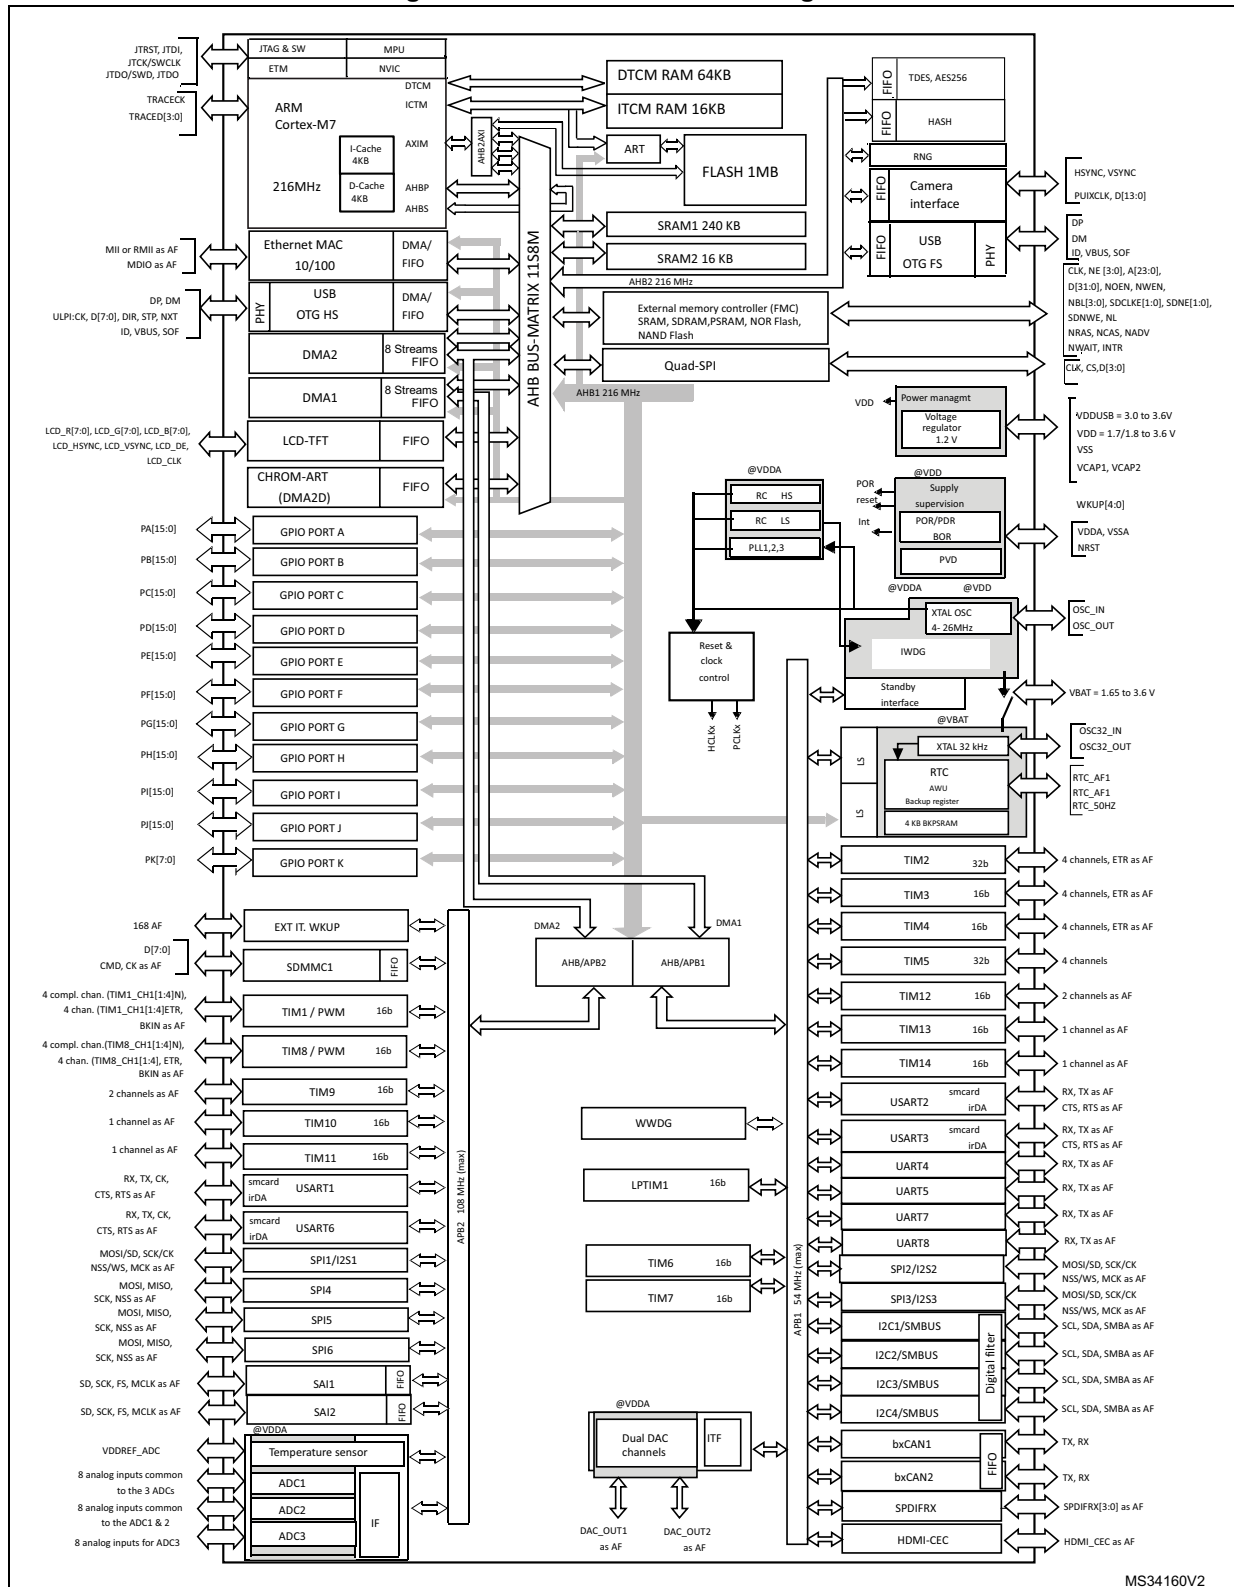 JTRST, JTDI,
JTCK/SWCLK
JTDO/SWD, JTDO
TRACECK
TRACED[3:0]
JTAG & SW
MPU
ETM
NVIC
DTCM
ICTM
ARM
Cortex-M7
AXIM
I-Cache
4KB
216MHz
D-Cache
4KB
AHBP
AHBS
AHB2AXI
DTCM RAM 64KB
ITCM RAM 16KB
ART
FLASH 1MB
SRAM1 240 KB
SRAM2 16 KB
AHB2 216 MHz
External memory controller (FMC)
SRAM, SDRAM,PSRAM, NOR Flash,
NAND Flash
Quad-SPI
AHB1 216 MHz
AHB BUS-MATRIX 11S8M
FIFO
TDES, AES256
FIFO
HASH
RNG
FIFO
Camera
interface
FIFO
USB
OTG FS
PHY
HSYNC, VSYNC
PUIXCLK, D[13:0]
DP
DM
ID, VBUS, SOF
CLK, NE [3:0], A[23:0],
D[31:0], NOEN, NWEN,
NBL[3:0], SDCLKE[1:0], SDNE[1:0],
SDNWE, NL
NRAS, NCAS, NADV
NWAIT, INTR
CLK, CS,D[3:0]
MII or RMII as AF
MDIO as AF
Ethernet MAC
10/100
DMA/
FIFO
DP, DM
ULPI:CK, D[7:0], DIR, STP, NXT
ID, VBUS, SOF
PHY
USB
OTG HS
DMA/
FIFO
DMA2
8 Streams
FIFO
DMA1
8 Streams
FIFO
LCD_R[7:0], LCD_G[7:0], LCD_B[7:0],
LCD_HSYNC, LCD_VSYNC, LCD_DE,
LCD_CLK
LCD-TFT
FIFO
CHROM-ART
(DMA2D)
FIFO
VDD
Power managmt
Voltage
regulator
1.2 V
VDDUSB = 3.0 to 3.6V
VDD = 1.7/1.8 to 3.6 V
VSS
VCAP1, VCAP2
@VDDA
RC HS
RC LS
PLL1,2,3
@VDD
POR
reset
Int
Supply
supervision
POR/PDR
BOR
PVD
WKUP[4:0]
VDDA, VSSA
NRST
@VDDA
@VDD
XTAL OSC
4- 26MHz
IWDG
OSC_IN
OSC_OUT
Reset &
clock
control
HCLKx
PCLKx
Standby
interface
VBAT = 1.65 to 3.6 V
@VBAT
XTAL 32 kHz
OSC32_IN
OSC32_OUT
LS
LS
RTC
AWU
Backup register
4 KB BKPSRAM
RTC_AF1
RTC_AF1
RTC_50HZ
PA[15:0]
GPIO PORT A
PB[15:0]
GPIO PORT B
PC[15:0]
GPIO PORT C
PD[15:0]
GPIO PORT D
PE[15:0]
GPIO PORT E
PF[15:0]
GPIO PORT F
PG[15:0]
GPIO PORT G
PH[15:0]
GPIO PORT H
PI[15:0]
GPIO PORT I
PJ[15:0]
GPIO PORT J
PK[7:0]
GPIO PORT K
DMA2
DMA1
AHB/APB2
AHB/APB1
168 AF
EXT IT. WKUP
D[7:0]
CMD, CK as AF
SDMMC1
FIFO
4 compl. chan. (TIM1_CH1[1:4]N),
4 chan. (TIM1_CH1[1:4]ETR,
BKIN as AF
TIM1 / PWM 16b
4 compl. chan.(TIM8_CH1[1:4]N),
4 chan. (TIM8_CH1[1:4], ETR,
BKIN as AF
TIM8 / PWM 16b
2 channels as AF
TIM9 16b
1 channel as AF
TIM10 16b
1 channel as AF
TIM11 16b
RX, TX, CK,
CTS, RTS as AF
smcard
irDA
USART1
RX, TX, CK,
CTS, RTS as AF
smcard
irDA
USART6
MOSI/SD, SCK/CK
NSS/WS, MCK as AF
SPI1/I2S1
MOSI, MISO,
SCK, NSS as AF
SPI4
MOSI, MISO,
SCK, NSS as AF
SPI5
MOSI, MISO,
SCK, NSS as AF
SPI6
SD, SCK, FS, MCLK as AF
SAI1
FIFO
SD, SCK, FS, MCLK as AF
SAI2
FIFO
@VDDA
VDDREF_ADC
Temperature sensor
8 analog inputs common
to the 3 ADCs
ADC1
8 analog inputs common
to the ADC1 & 2
ADC2
8 analog inputs for ADC3
ADC3
IF
APB2 108 MHz (max)
WWDG
LPTIM1 16b
TIM6 16b
TIM7 16b
@VDDA
Dual DAC
channels
ITF
DAC_OUT1
as AF
DAC_OUT2
as AF
APB1 54 MHz (max)
TIM2 32b
4 channels, ETR as AF
TIM3 16b
4 channels, ETR as AF
TIM4 16b
4 channels, ETR as AF
TIM5 32b
4 channels
TIM12 16b
2 channels as AF
TIM13 16b
1 channel as AF
TIM14 16b
1 channel as AF
USART2
smcard
irDA
RX, TX as AF
CTS, RTS as AF
USART3
smcard
irDA
RX, TX as AF
CTS, RTS as AF
UART4
RX, TX as AF
UART5
RX, TX as AF
UART7
RX, TX as AF
UART8
RX, TX as AF
SPI2/I2S2
MOSI/SD, SCK/CK
NSS/WS, MCK as AF
SPI3/I2S3
MOSI/SD, SCK/CK
NSS/WS, MCK as AF
I2C1/SMBUS
SCL, SDA, SMBA as AF
I2C2/SMBUS
SCL, SDA, SMBA as AF
I2C3/SMBUS
SCL, SDA, SMBA as AF
I2C4/SMBUS
SCL, SDA, SMBA as AF
Digital filter
bxCAN1
TX, RX
bxCAN2
TX, RX
FIFO
SPDIFRX
SPDIFRX[3:0] as AF
HDMI-CEC
HDMI_CEC as AF
MS34160V2